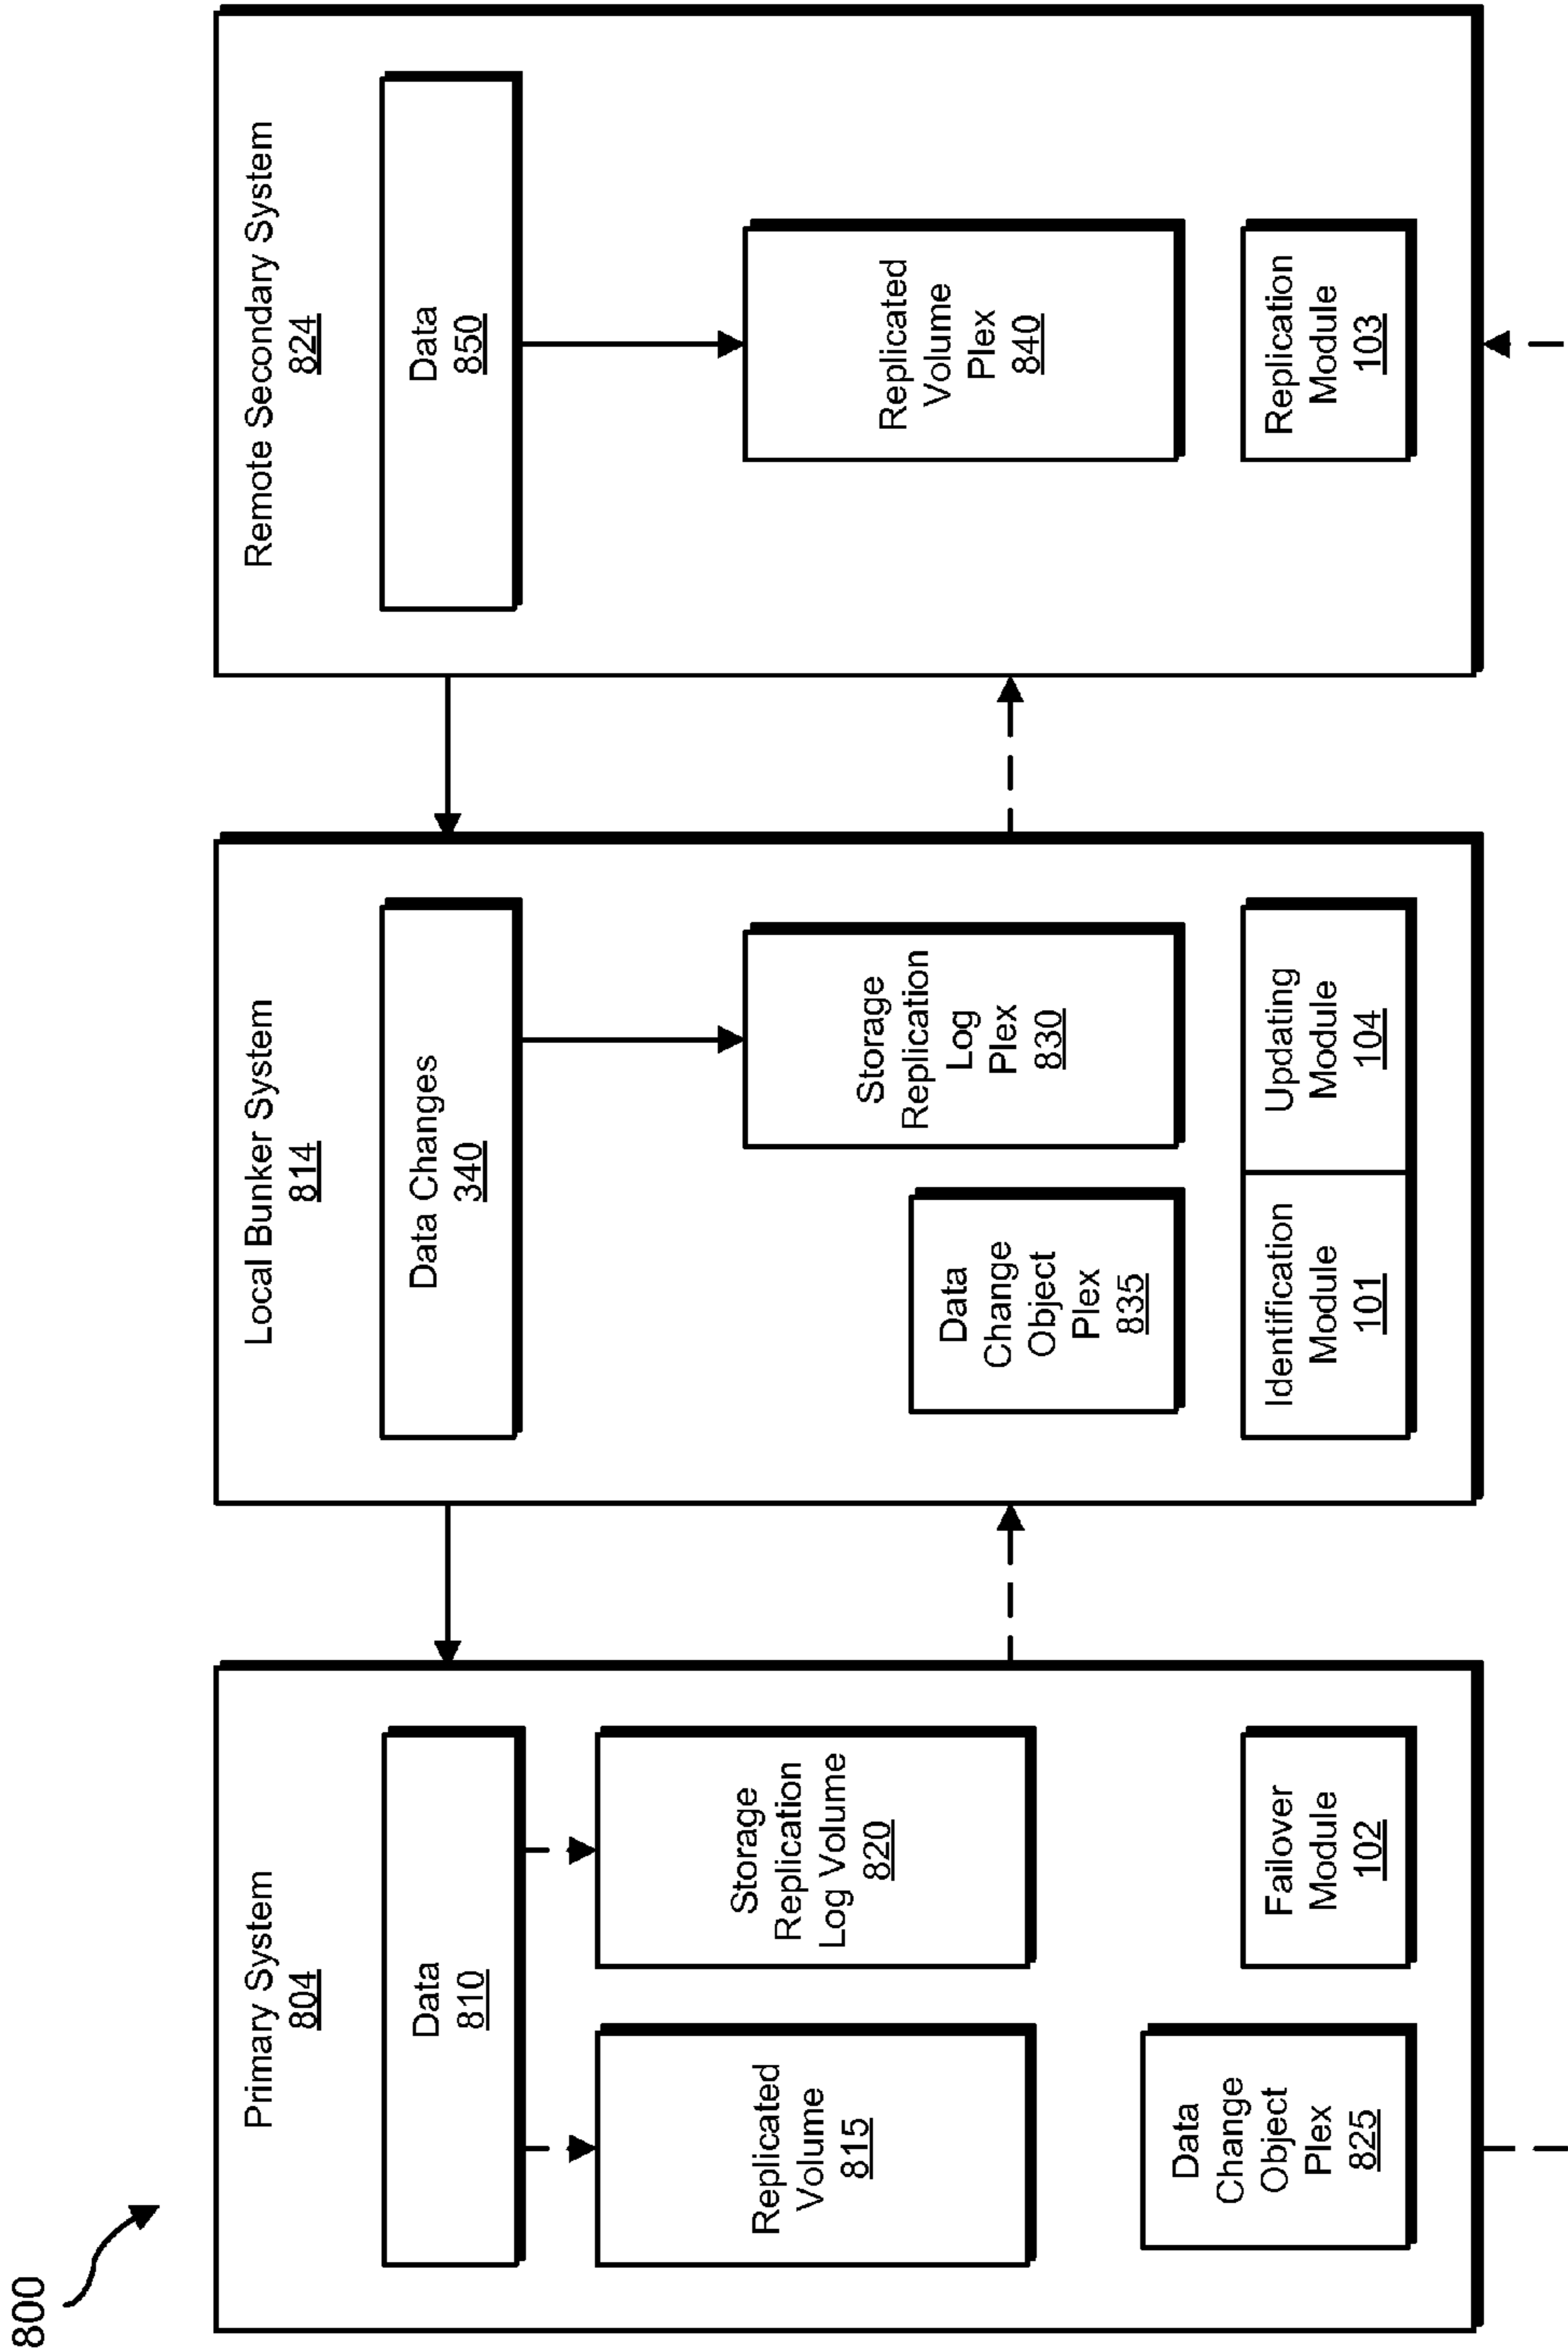 800
Primary System
804
Data
810
Replicated
Volume
815
Storage
Replication
Log Volume
820
Data
Change
Object
Plex
825
Failover
Module
102
Local Bunker System
814
Data Changes
340
Data
Change
Object
Plex
835
Storage
Replication
Log
Plex
830
Identification
Module
101
Updating
Module
104
Remote Secondary System
824
Data
850
Replicated
Volume
Plex
840
Replication
Module
103